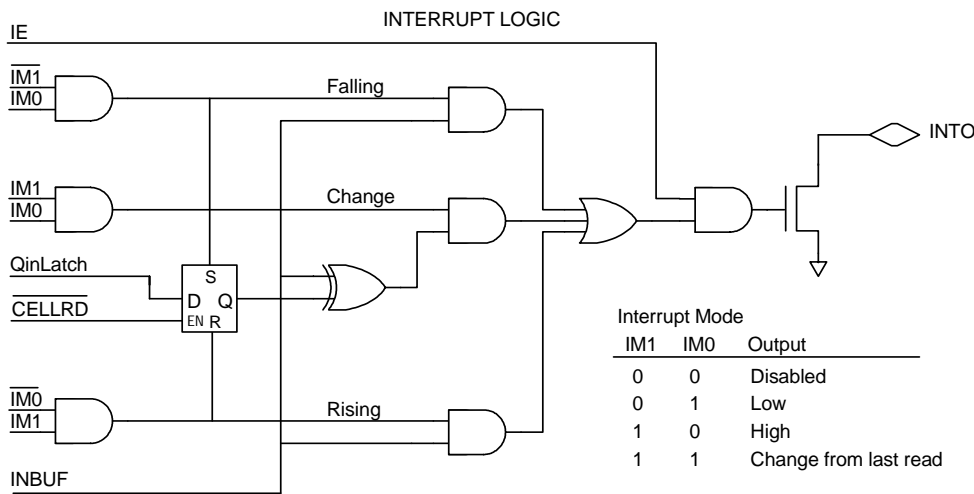 INTERRUPT LOGIC
IE
IM1
IM0
Falling
INTO
IM1
IM0
Change
QinLatch
S
D Q
EN R
CELLRD
Interrupt Mode
IM1 IM0 Output
0 0 Disabled
0 1 Low
1 0 High
1 1 Change from last read
IM0
IM1
Rising
INBUF